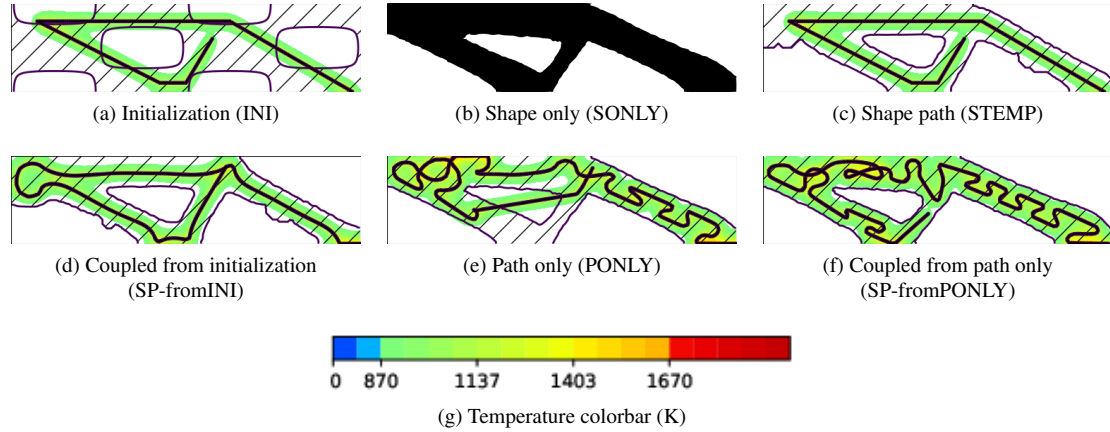 (a) Initialization (INI)
(b) Shape only (SONLY)
(c) Shape path (STEMP)
(d) Coupled from initialization
(SP-fromINI)
(e) Path only (PONLY)
(f) Coupled from path only
(SP-fromPONLY)
0 870 1137 1403 1670
(g) Temperature colorbar (K)